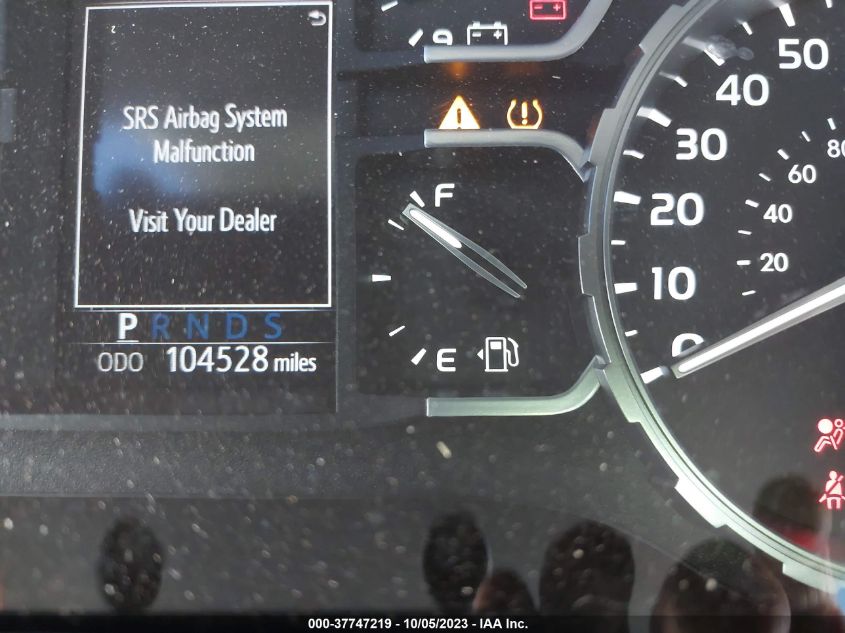 SRS Airbag System
Malfunction
Visit Your Dealer
P R N D S
ODO 104528 miles
F
E
50
40
30
20
10
0
80
60
40
20
000-37747219 - 10/05/2023 - IAA Inc.